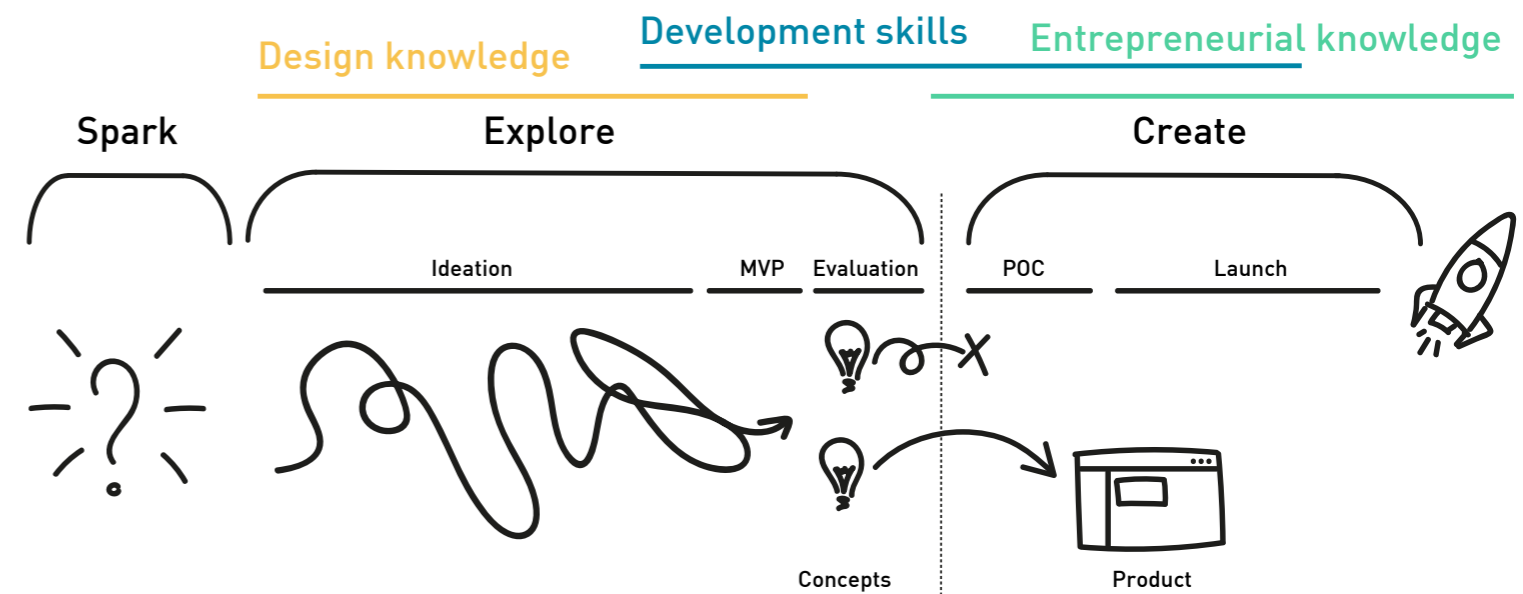 Design knowledge
Development skills
Entrepreneurial knowledge
Spark
Explore
Create
Ideation
MVP
Evaluation
POC
Launch
Concepts
Product